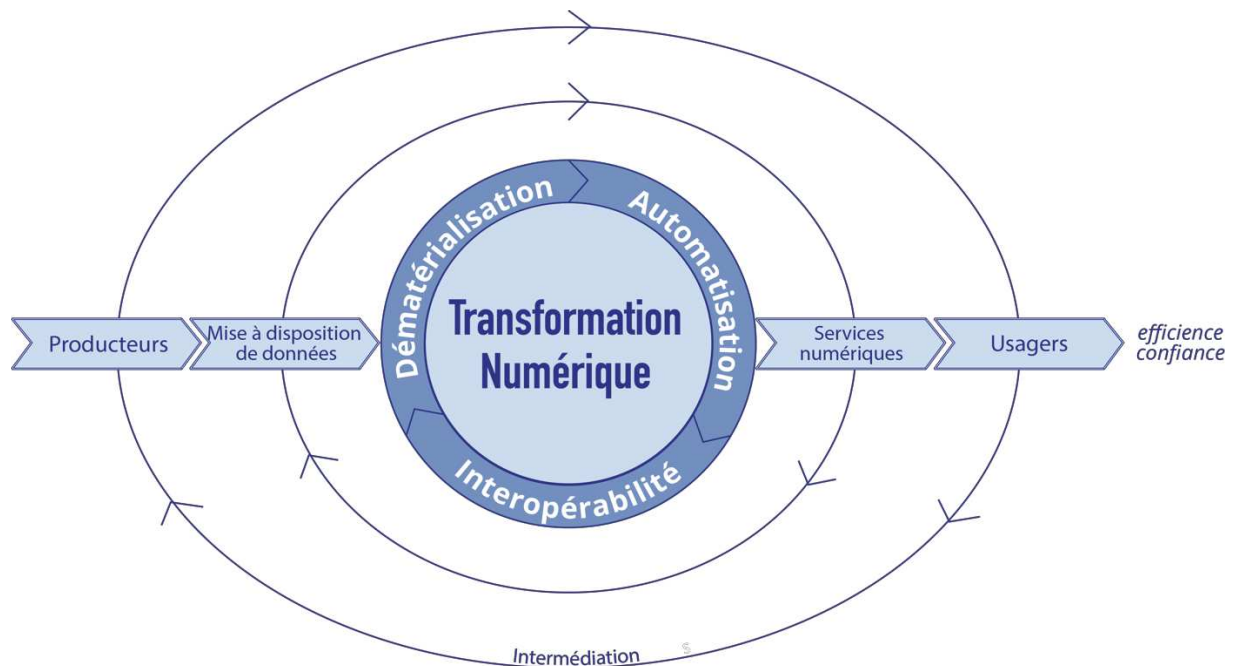 Dématérialisation
Automatisation
Transformation
Numérique
Producteurs
Mise à disposition
de données
Services
numériques
Usagers
efficience
confiance
Interopérabilité
Intermédiation
S